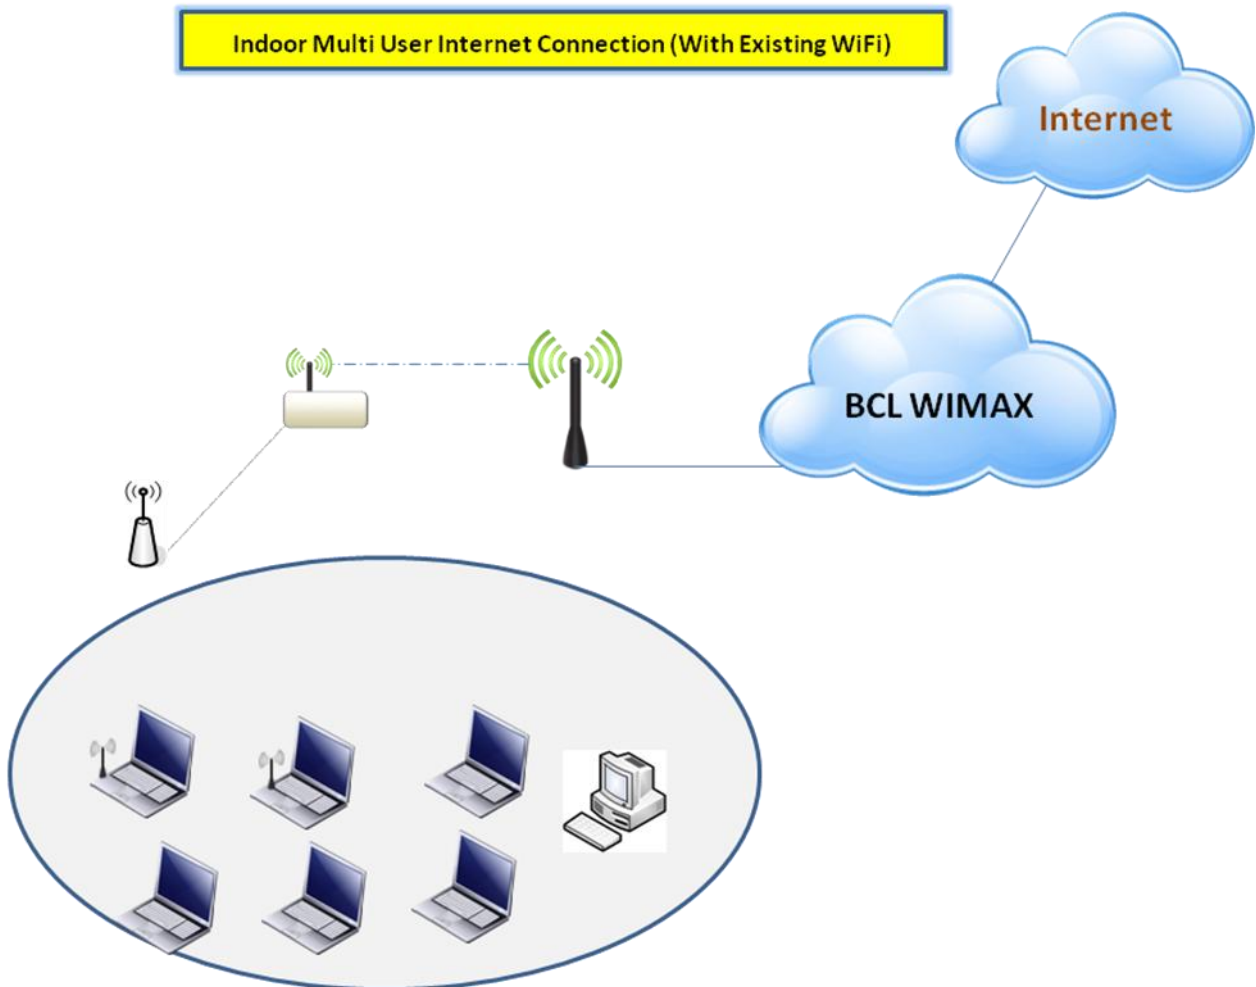 Indoor Multi User Internet Connection (With Existing WiFi)
Internet
BCL WIMAX